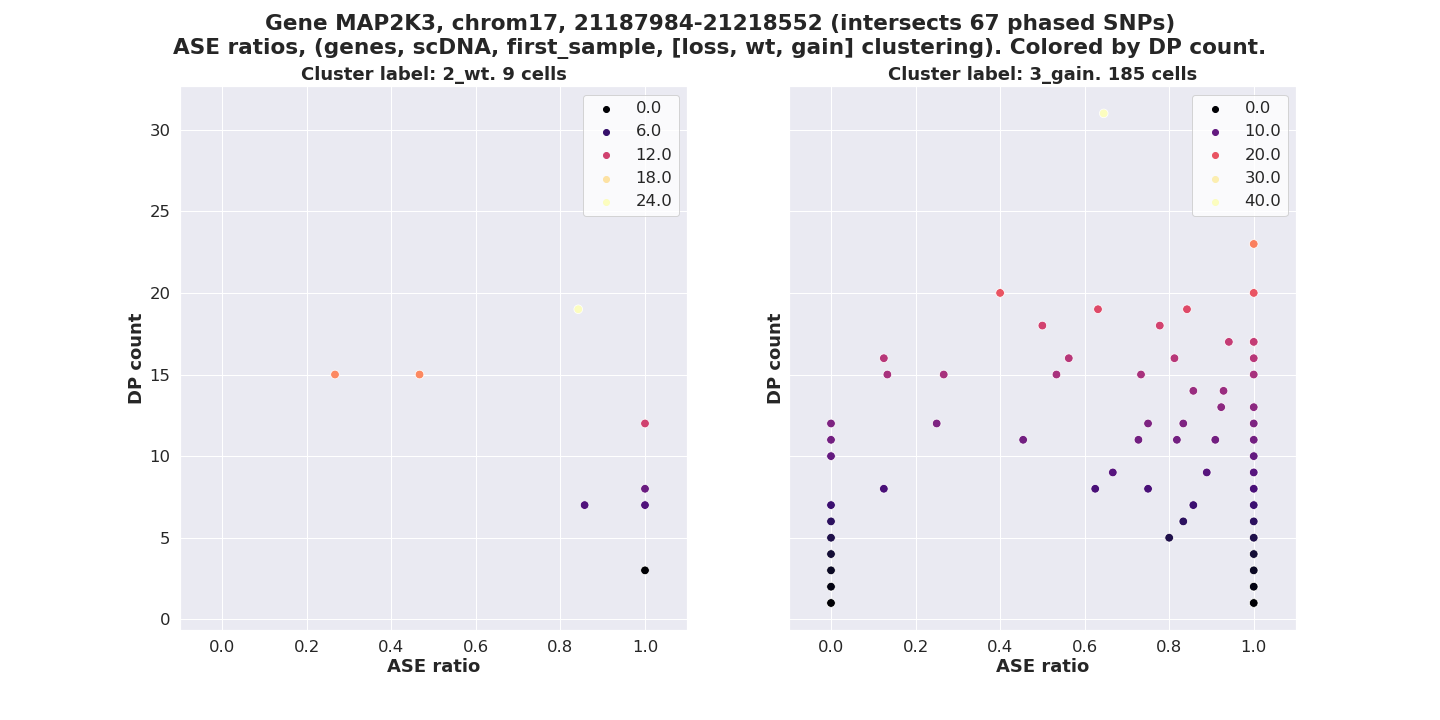 Gene MAP2K3, chrom17, 21187984-21218552 (intersects 67 phased SNPs)
ASE ratios, (genes, scDNA, first_sample, [loss, wt, gain] clustering). Colored by DP count.
Cluster label: 2_wt. 9 cells
0.0
6.0
12.0
18.0
24.0
30
25
20
15
10
5
0
DP count
0.0 0.2 0.4 0.6 0.8 1.0
ASE ratio
Cluster label: 3_gain. 185 cells
0.0
10.0
20.0
30.0
40.0
DP count
0.0 0.2 0.4 0.6 0.8 1.0
ASE ratio